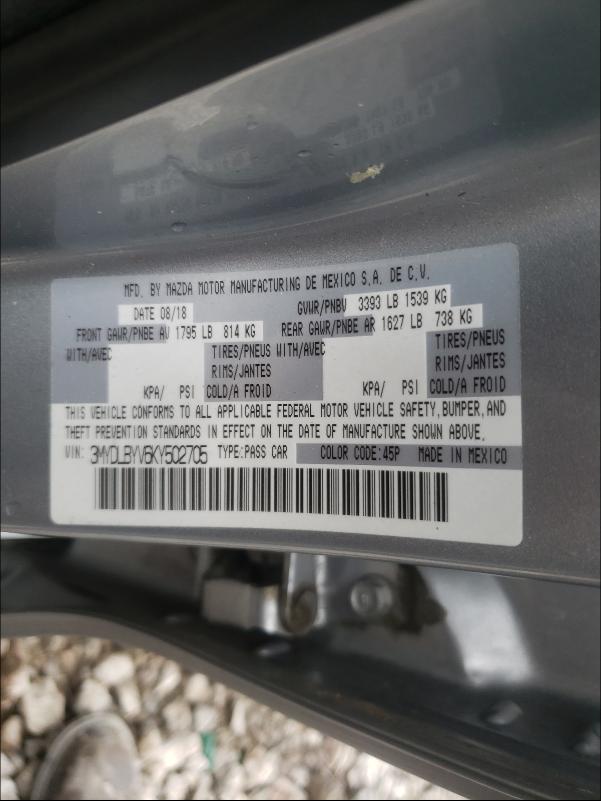 MFD. BY MAZDA MOTOR MANUFACTURING DE MEXICO S.A. DE C.V.
DATE 08/18 GVWR/PNBV 3393 LB 1539 KG
FRONT GAWR/PNBE AV 1795 LB 814 KG REAR GAWR/PNBE AR 1627 LB 738 KG
WITH/AVEC TIRES/PNEUS WITH/AVEC TIRES/PNEUS
RIMS/JANTES RIMS/JANTES
KPA/ PSI COLD/A FROID KPA/ PSI COLD/A FROID
THIS VEHICLE CONFORMS TO ALL APPLICABLE FEDERAL MOTOR VEHICLE SAFETY, BUMPER, AND
THEFT PREVENTION STANDARDS IN EFFECT ON THE DATE OF MANUFACTURE SHOWN ABOVE.
VIN: 3MYDLBYV6KY502705 TYPE:PASS CAR COLOR CODE:45P MADE IN MEXICO